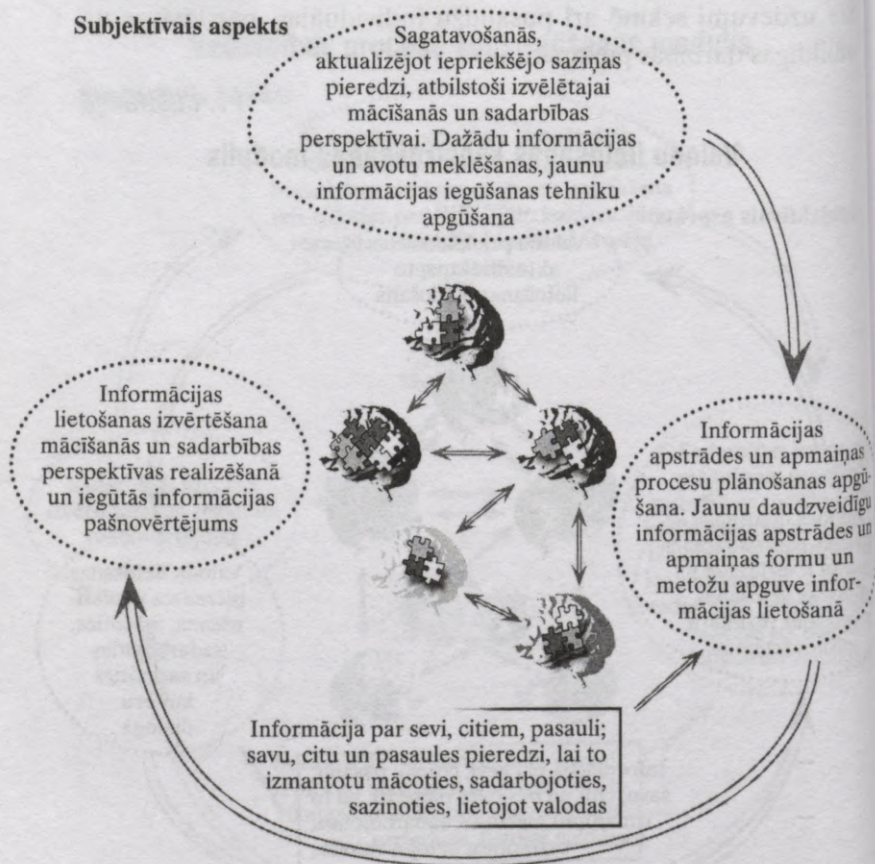 Subjektīvais aspekts
Sagatavošanās,
aktualizējot iepriekšējo saziņas
pieredzi, atbilstoši izvēlētajai
mācīšanās un sadarbības
perspektīvai. Dažādu informācijas
un avotu meklēšanas, jaunu
informācijas iegūšanas tehniku
apgūšana
Informācijas
lietošanas izvērtēšana
mācīšanās un sadarbības
perspektīvas realizēšanā
un iegūtās informācijas
pašnovērtējums
Informācijas
apstrādes un apmaiņas
procesu plānošanas apgū-
šana. Jaunu daudzveidīgu
informācijas apstrādes un
apmaiņas formu un
metožu apguve infor-
mācijas lietošanā
Informācija par sevi, citiem, pasauli;
savu, citu un pasaules pieredzi, lai to
izmantotu mācoties, sadarbojoties,
sazinoties, lietojot valodas